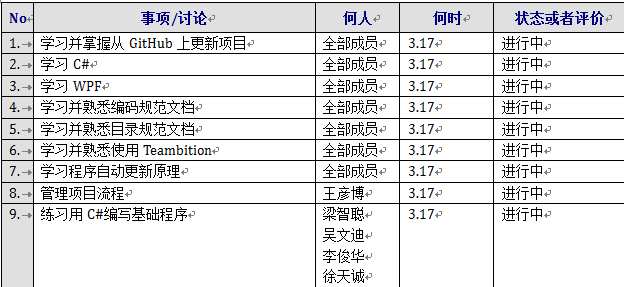 No 事项/讨论 何人 何时 状态或者评价
1. 学习并掌握从 GitHub 上更新项目 全部成员 3.17 进行中
2. 学习 C# 全部成员 3.17 进行中
3. 学习 WPF 全部成员 3.17 进行中
4. 学习并熟悉编码规范文档 全部成员 3.17 进行中
5. 学习并熟悉目录规范文档 全部成员 3.17 进行中
6. 学习并熟悉使用 Teambition 全部成员 3.17 进行中
7. 学习程序自动更新原理 全部成员 3.17 进行中
8. 管理项目流程 王彦博 3.17 进行中
9. 练习用 C#编写基础程序 梁智聪 3.17 进行中
吴文迪
李俊华
徐天诚